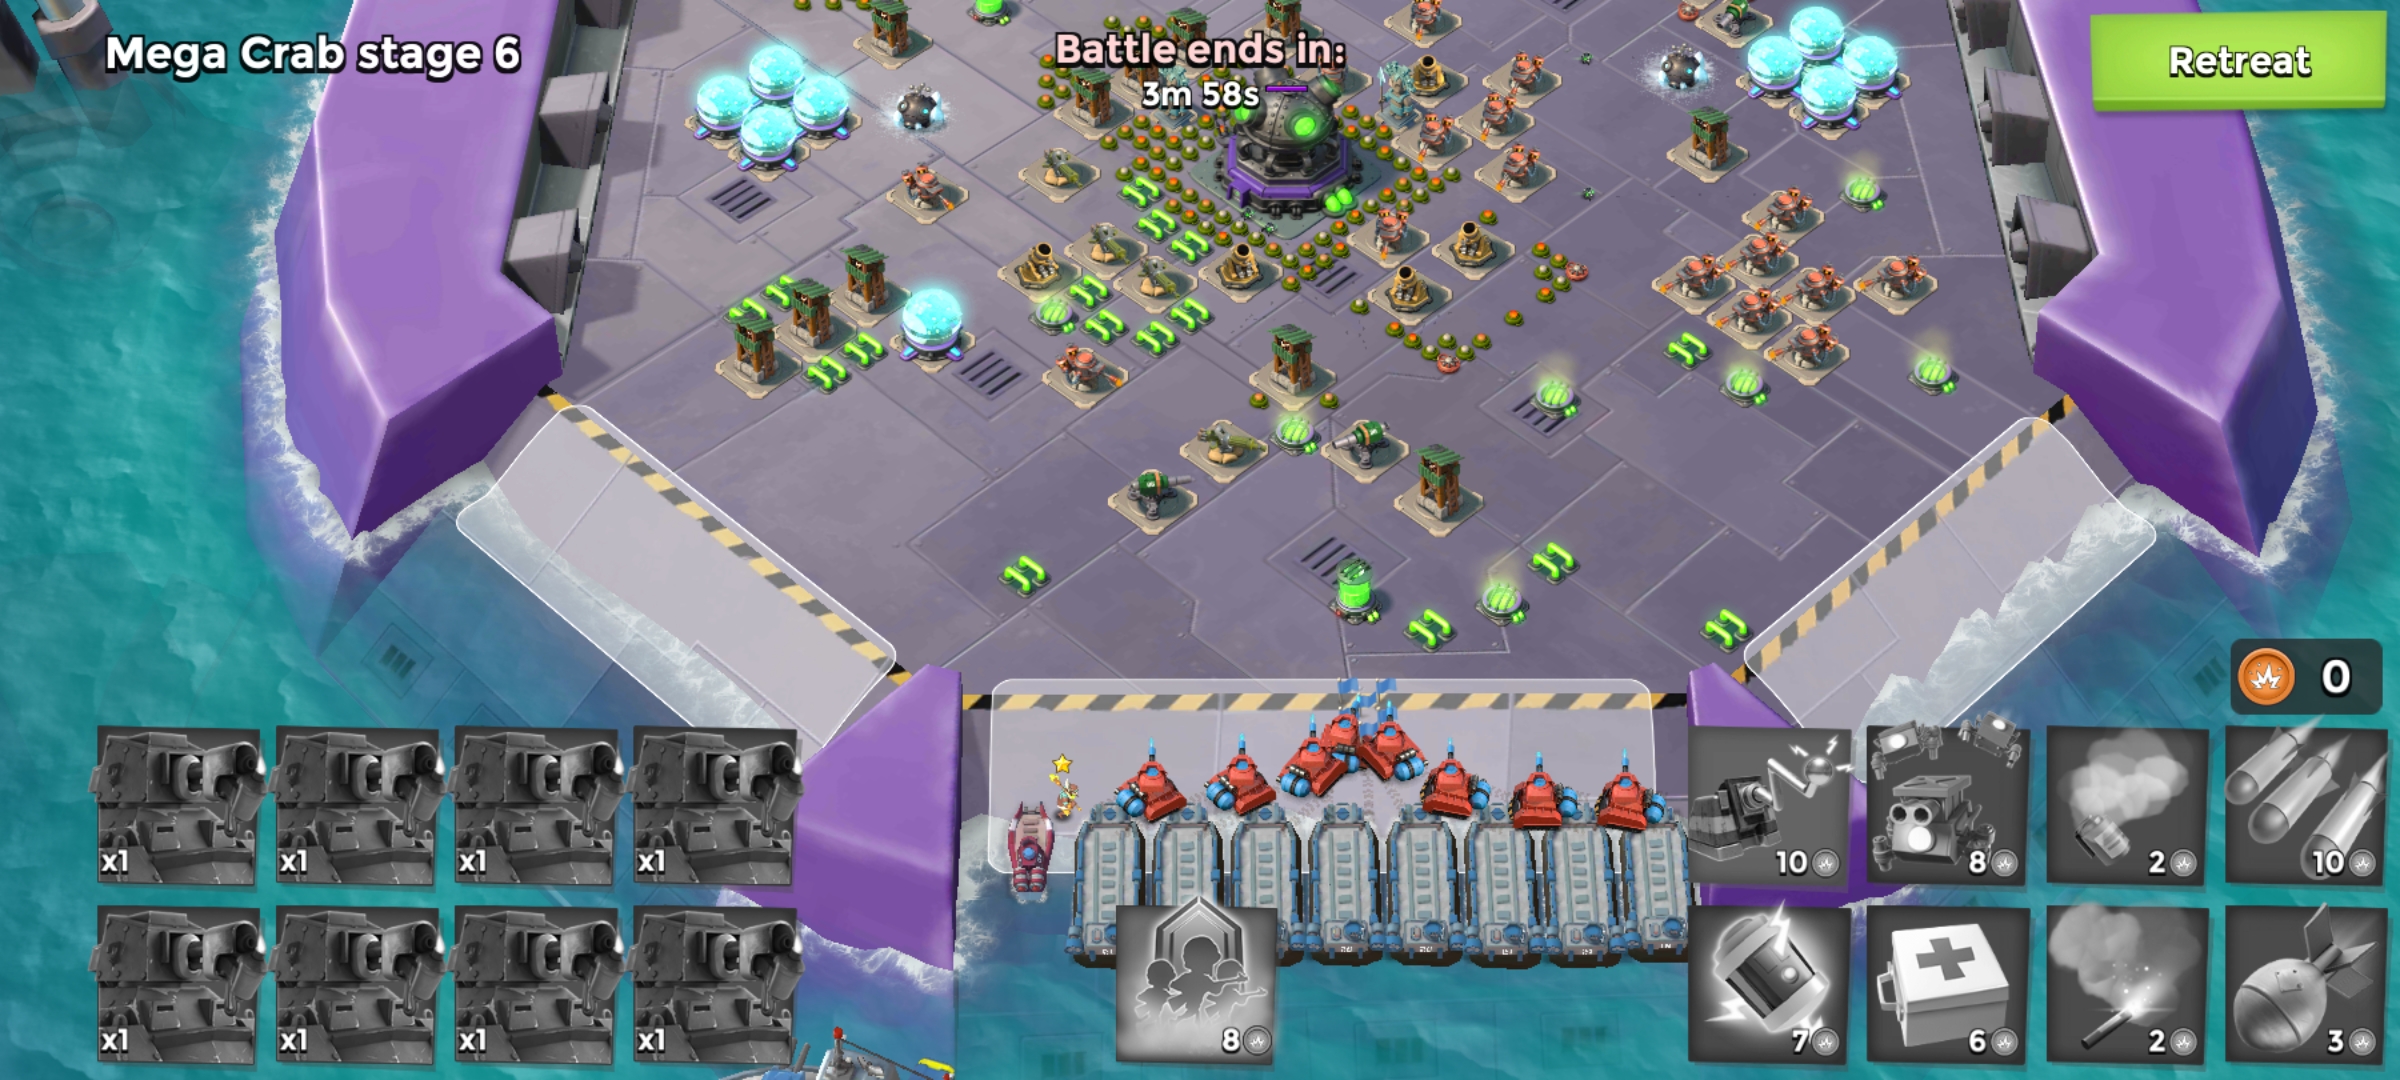 Mega Crab stage 6
Battle ends in:
3m 58s
Retreat
0
x1
x1
x1
x1
10
8
2
10
x1
x1
x1
x1
8
7
6
2
3